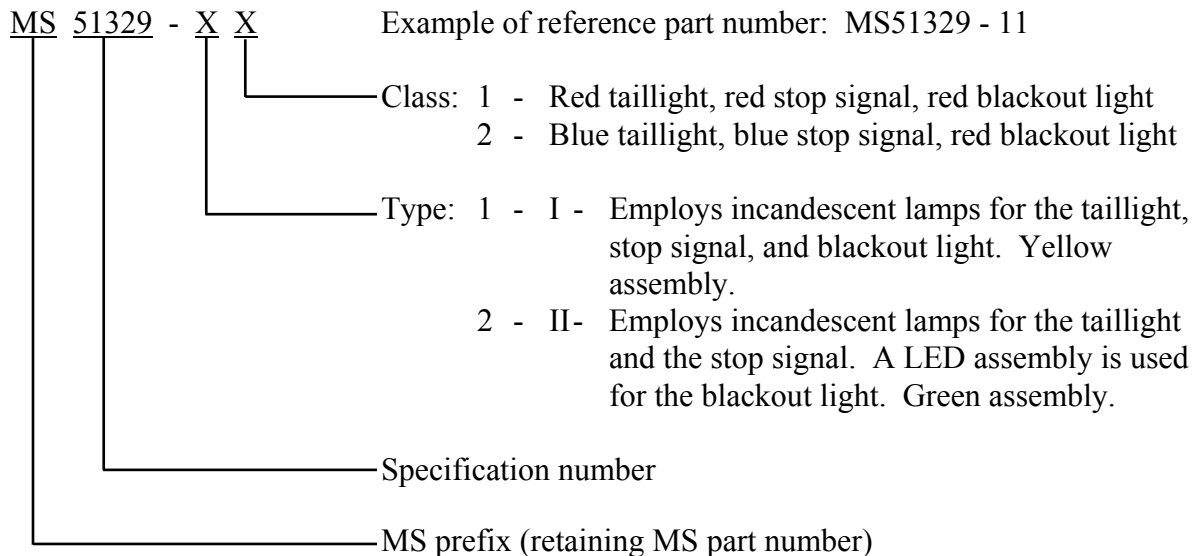 MS 51329 - X X Example of reference part number: MS51329 - 11
Class: 1 - Red taillight, red stop signal, red blackout light
2 - Blue taillight, blue stop signal, red blackout light
Type: 1 - I - Employs incandescent lamps for the taillight,
stop signal, and blackout light. Yellow
assembly.
2 - II- Employs incandescent lamps for the taillight
and the stop signal. A LED assembly is used
for the blackout light. Green assembly.
Specification number
MS prefix (retaining MS part number)